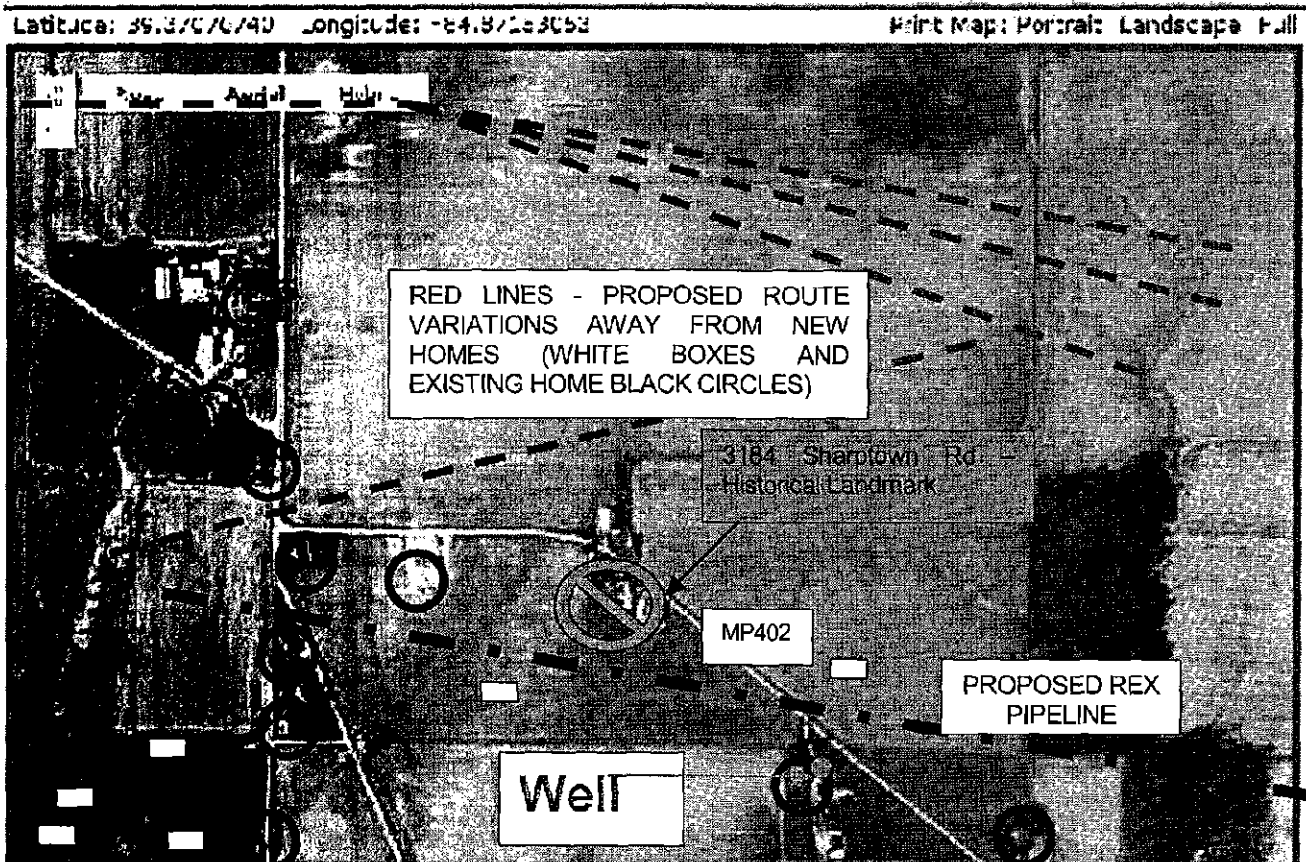 Print Map: Portrait Landscape Full
RED LINES - PROPOSED ROUTE
VARIATIONS AWAY FROM NEW
HOMES (WHITE BOXES AND
EXISTING HOME BLACK CIRCLES)
3184 Sharptown Rd –
Historical Landmark
MP402
PROPOSED REX
PIPELINE
Well